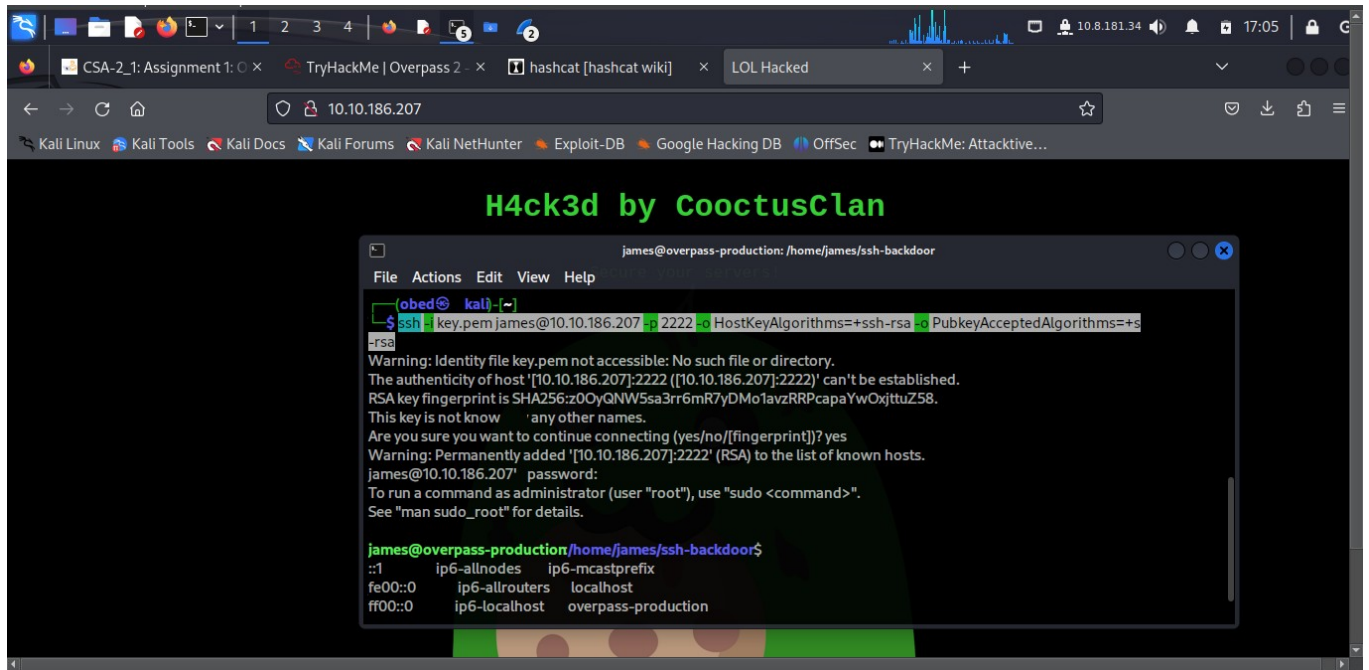 1 2 3 4 5 2 10.8.181.34 17:05 G
CSA-2_1: Assignment 1: O × TryHackMe | Overpass 2 - × hashcat [hashcat wiki] × LOL Hacked × +
10.10.186.207
Kali Linux Kali Tools Kali Docs Kali Forums Kali NetHunter Exploit-DB Google Hacking DB OffSec TryHackMe: Attacktive...
H4ck3d by CooctusClan
james@overpass-production: /home/james/ssh-backdoor
Secure your servers!
File Actions Edit View Help
(obed㉿ kali)-[~]
$ ssh -i key.pem james@10.10.186.207 -p 2222 -o HostKeyAlgorithms=+ssh-rsa -o PubkeyAcceptedAlgorithms=+s
-rsa
Warning: Identity file key.pem not accessible: No such file or directory.
The authenticity of host '[10.10.186.207]:2222 ([10.10.186.207]:2222)' can't be established.
RSA key fingerprint is SHA256:z0OyQNW5sa3rr6mR7yDMo1avzRRPcapaYwOxjttuZ58.
This key is not know any other names.
Are you sure you want to continue connecting (yes/no/[fingerprint])? yes
Warning: Permanently added '[10.10.186.207]:2222' (RSA) to the list of known hosts.
james@10.10.186.207' password:
To run a command as administrator (user "root"), use "sudo <command>".
See "man sudo_root" for details.
james@overpass-production:/home/james/ssh-backdoor$
::1 ip6-allnodes ip6-mcastprefix
fe00::0 ip6-allrouters localhost
ff00::0 ip6-localhost overpass-production